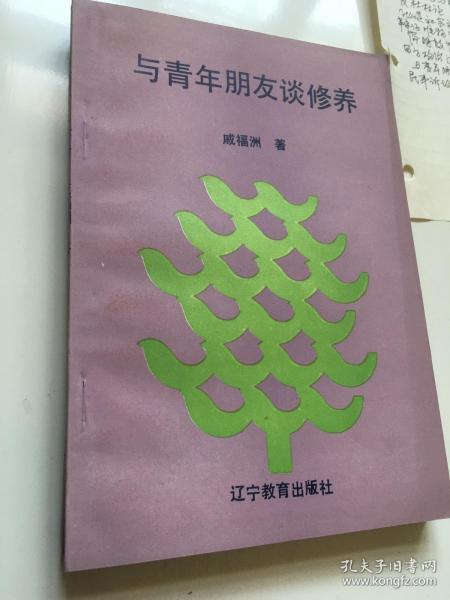 与青年朋友谈修养
戚福洲 著
辽宁教育出版社
孔夫子旧书网
www.kongfz.com